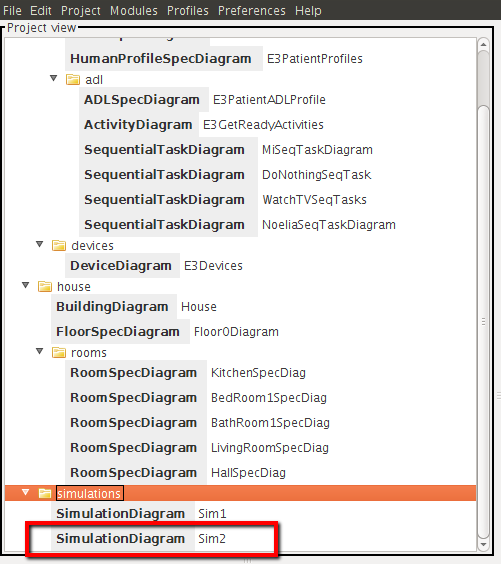 File Edit Project Modules Profiles Preferences Help
Project view
HumanProfileSpecDiagram E3PatientProfiles
adl
ADLSpecDiagram E3PatientADLProfile
ActivityDiagram E3GetReadyActivities
SequentialTaskDiagram MiSeqTaskDiagram
SequentialTaskDiagram DoNothingSeqTask
SequentialTaskDiagram WatchTVSeqTasks
SequentialTaskDiagram NoeliaSeqTaskDiagram
devices
DeviceDiagram E3Devices
house
BuildingDiagram House
FloorSpecDiagram Floor0Diagram
rooms
RoomSpecDiagram KitchenSpecDiag
RoomSpecDiagram BedRoom1SpecDiag
RoomSpecDiagram BathRoom1SpecDiag
RoomSpecDiagram LivingRoomSpecDiag
RoomSpecDiagram HallSpecDiag
simulations
SimulationDiagram Sim1
SimulationDiagram Sim2